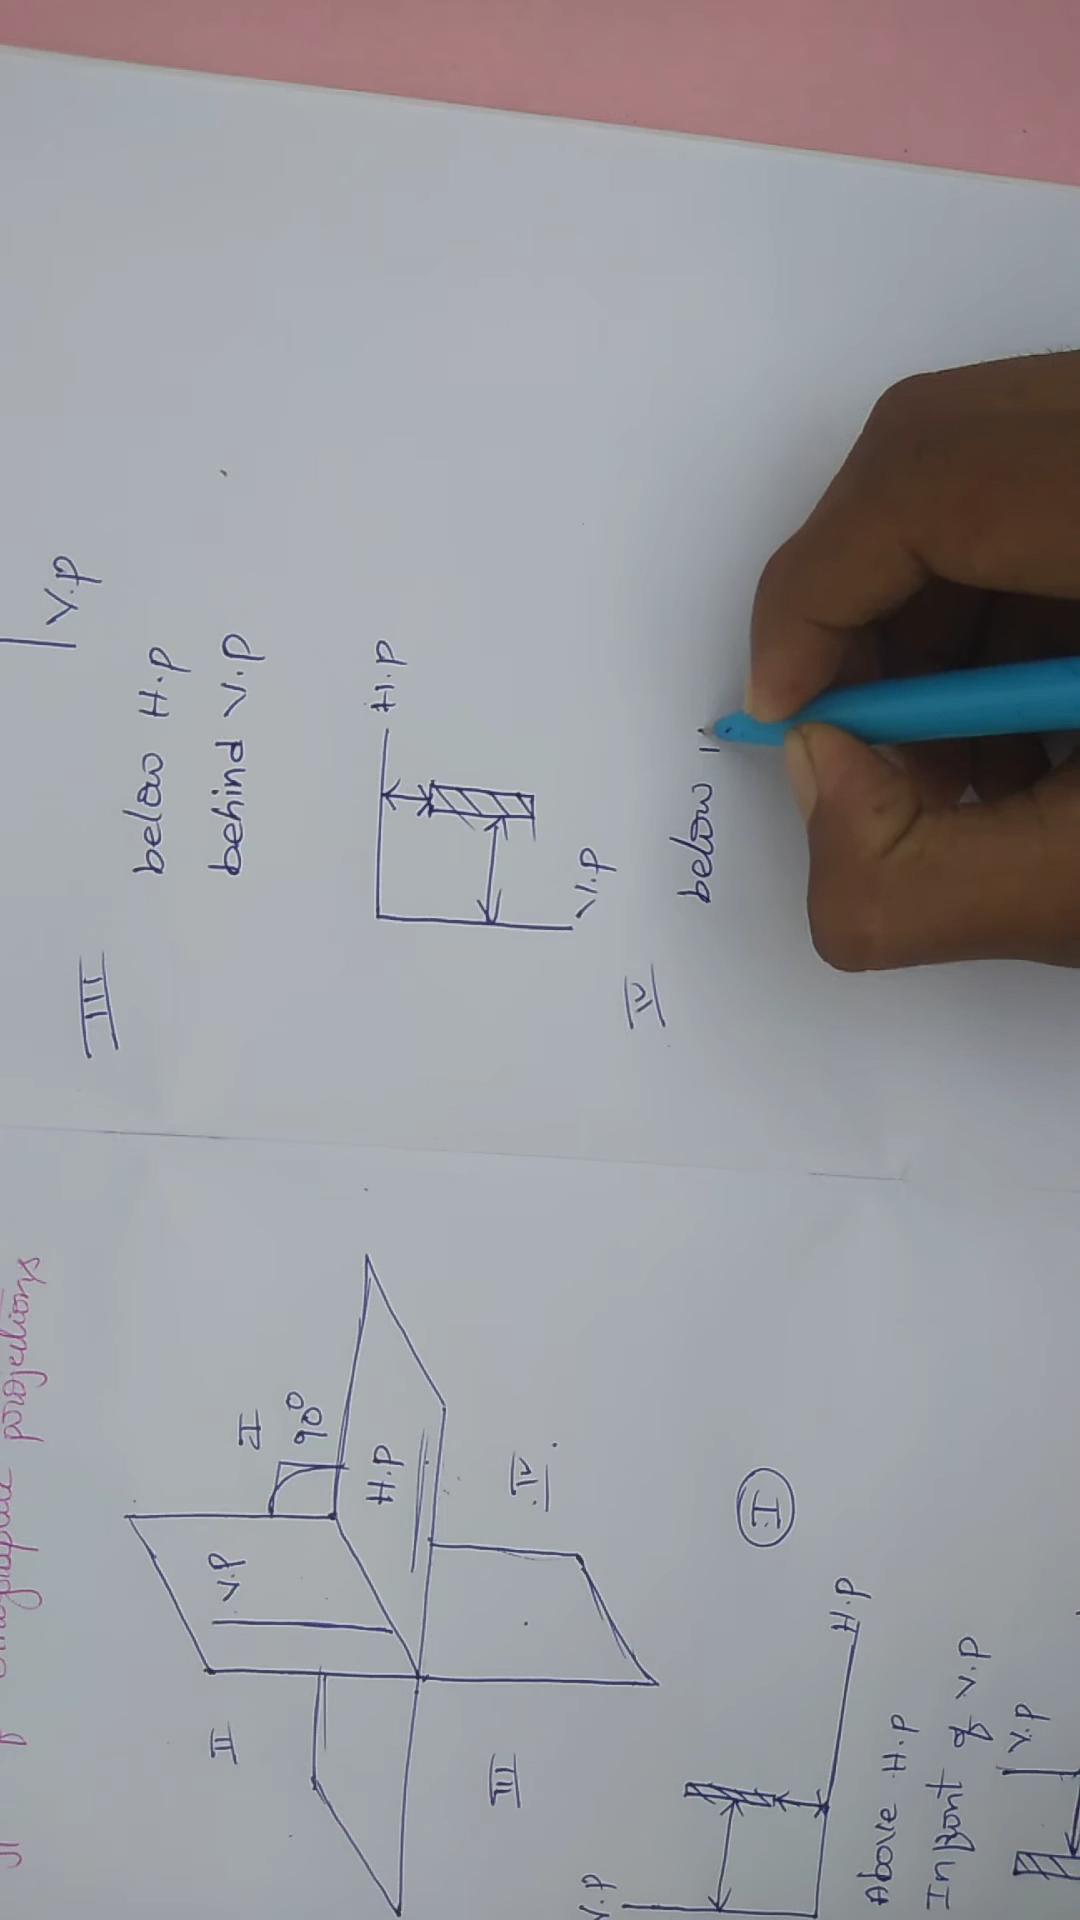 projections
V.P
I
90°
H.P
II
III
IV
I
V.P
H.P
Above H.P
Infront of V.P
V.P
V.P
III
below H.P
behind V.P
H.P
V.P
IV
below